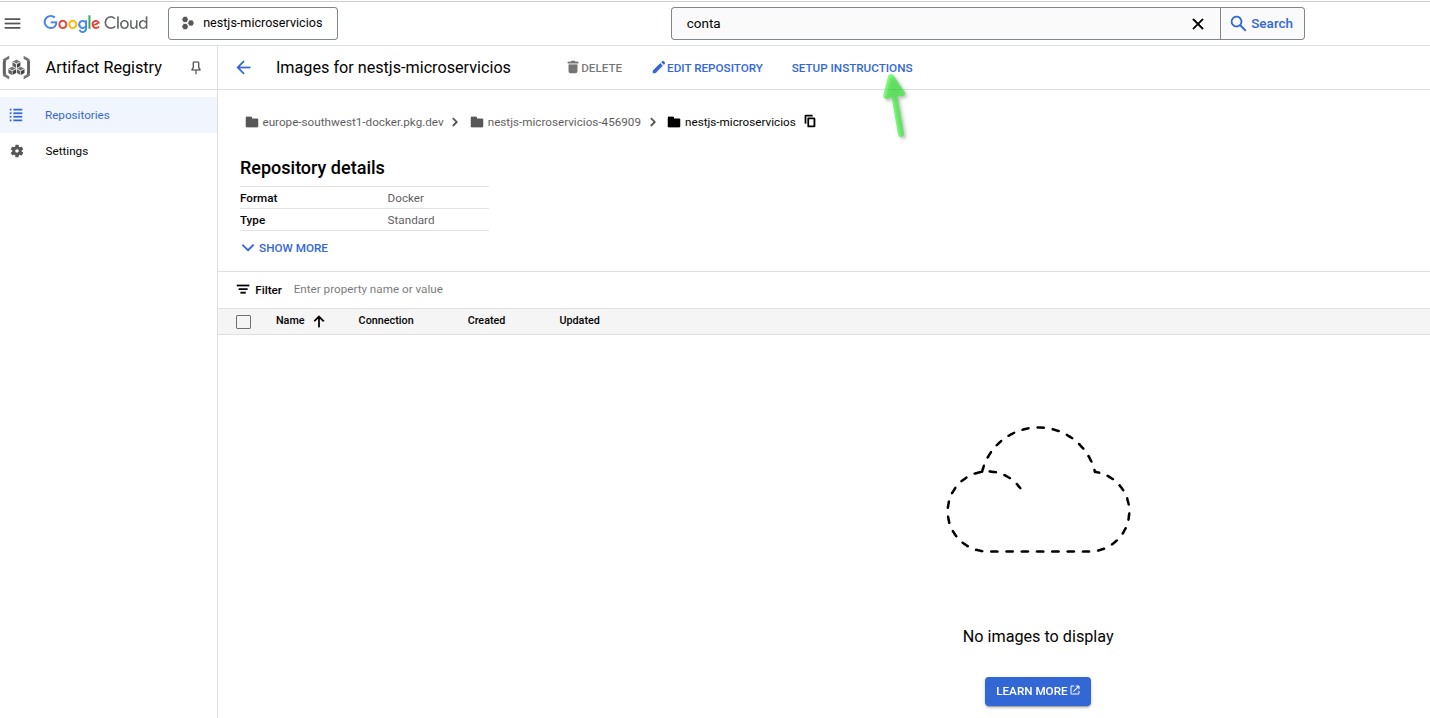 Google Cloud nestjs-microservicios conta Search
Artifact Registry Images for nestjs-microservicios DELETE EDIT REPOSITORY SETUP INSTRUCTIONS
Repositories
Settings
europe-southwest1-docker.pkg.dev nestjs-microservicios-456909 nestjs-microservicios
Repository details
Format Docker
Type Standard
SHOW MORE
Filter Enter property name or value
Name Connection Created Updated
No images to display
LEARN MORE